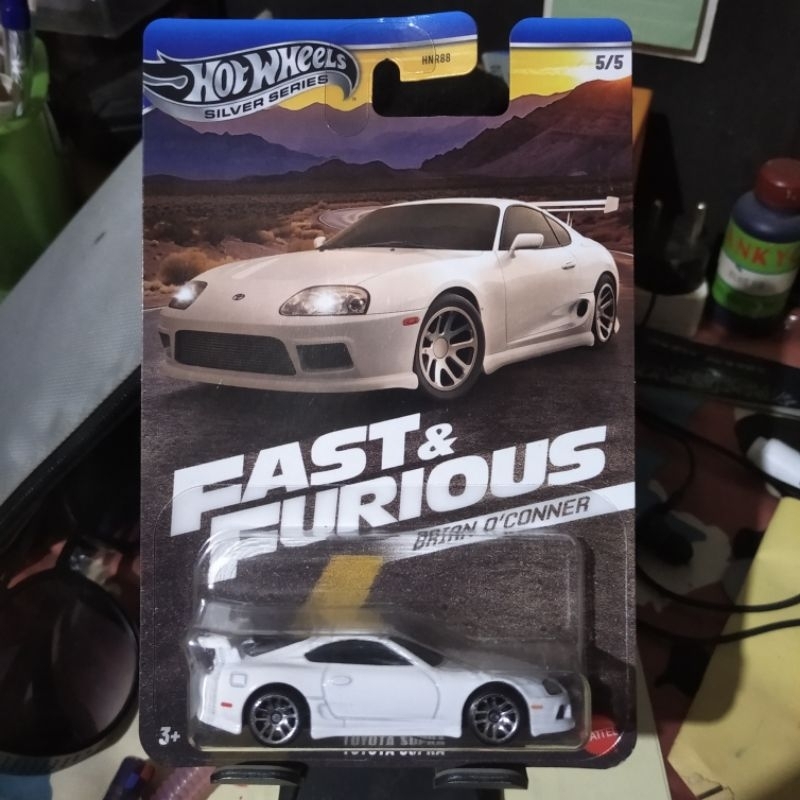 HNR88
5/5
Hot Wheels
SILVER SERIES
FAST &
FURIOUS
BRIAN O'CONNER
3+
TOYOTA SUPRA